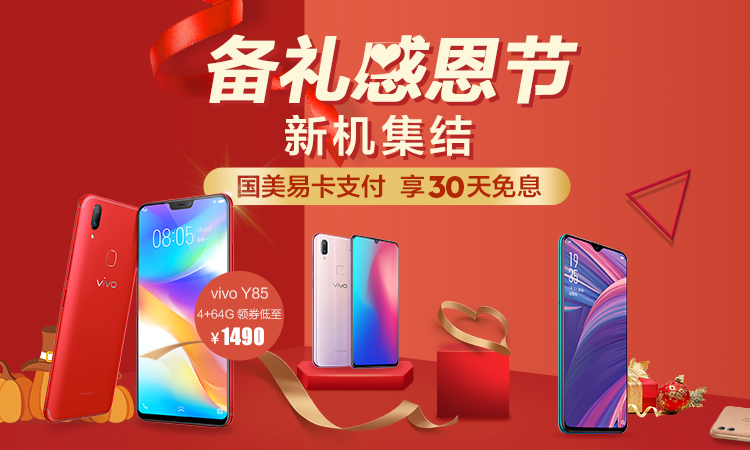 备礼感恩节
新机集结
国美易卡支付 享30天免息
08:05
vivo
vivo Y85
4+64G 领券低至
¥1490
vivo
19
35